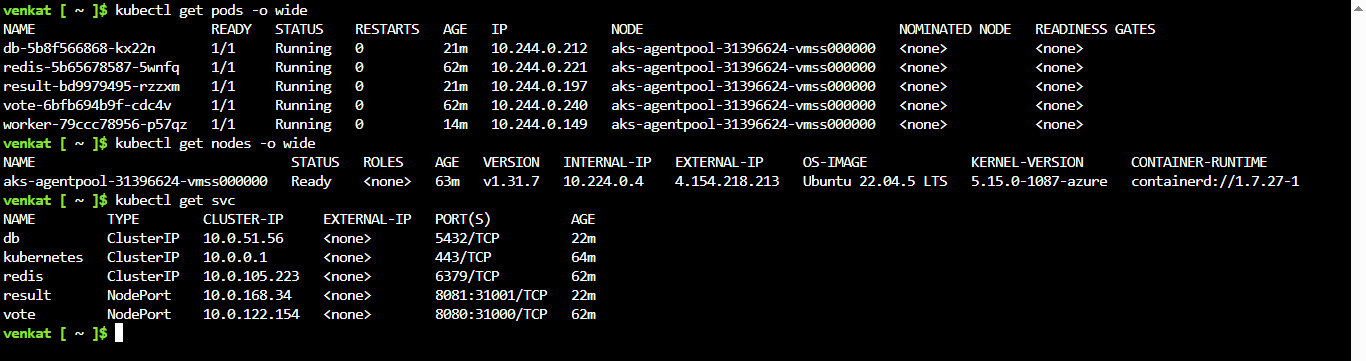 venkat [ ~ ]$ kubectl get pods -o wide
NAME READY STATUS RESTARTS AGE IP NODE NOMINATED NODE READINESS GATES
db-5b8f566868-kx22n 1/1 Running 0 21m 10.244.0.212 aks-agentpool-31396624-vmss000000 <none> <none>
redis-5b65678587-5wnfq 1/1 Running 0 62m 10.244.0.221 aks-agentpool-31396624-vmss000000 <none> <none>
result-bd9979495-rzzxm 1/1 Running 0 21m 10.244.0.197 aks-agentpool-31396624-vmss000000 <none> <none>
vote-6bfb694b9f-cdc4v 1/1 Running 0 62m 10.244.0.240 aks-agentpool-31396624-vmss000000 <none> <none>
worker-79ccc78956-p57qz 1/1 Running 0 14m 10.244.0.149 aks-agentpool-31396624-vmss000000 <none> <none>
venkat [ ~ ]$ kubectl get nodes -o wide
NAME STATUS ROLES AGE VERSION INTERNAL-IP EXTERNAL-IP OS-IMAGE KERNEL-VERSION CONTAINER-RUNTIME
aks-agentpool-31396624-vmss000000 Ready <none> 63m v1.31.7 10.224.0.4 4.154.218.213 Ubuntu 22.04.5 LTS 5.15.0-1087-azure containerd://1.7.27-1
venkat [ ~ ]$ kubectl get svc
NAME TYPE CLUSTER-IP EXTERNAL-IP PORT(S) AGE
db ClusterIP 10.0.51.56 <none> 5432/TCP 22m
kubernetes ClusterIP 10.0.0.1 <none> 443/TCP 64m
redis ClusterIP 10.0.105.223 <none> 6379/TCP 62m
result NodePort 10.0.168.34 <none> 8081:31001/TCP 22m
vote NodePort 10.0.122.154 <none> 8080:31000/TCP 62m
venkat [ ~ ]$